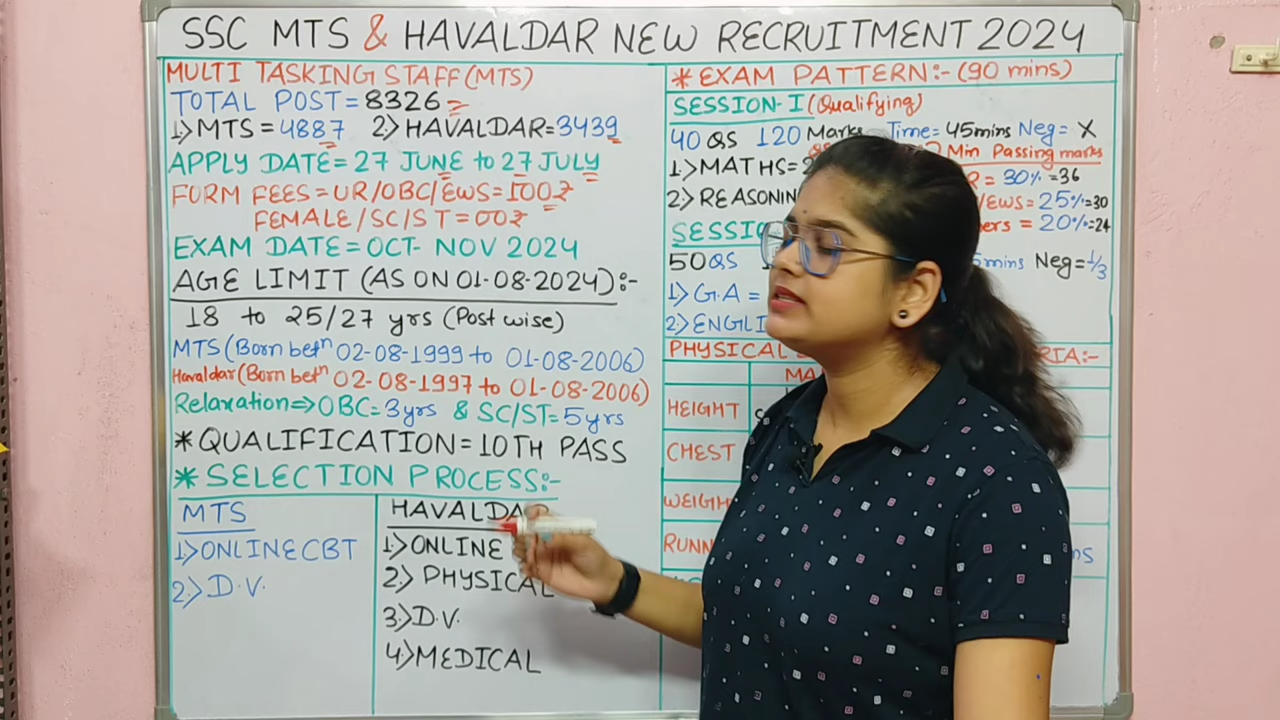 SSC MTS & HAVALDAR NEW RECRUITMENT 2024
MULTI TASKING STAFF (MTS)
TOTAL POST = 8326
1> MTS = 4887 2.> HAVALDAR = 3439
APPLY DATE = 27 JUNE to 27 JULY
FORM FEES = UR/OBC/EWS = 100₹
FEMALE/SC/ST = 00₹
EXAM DATE = OCT- NOV 2024
AGE LIMIT (AS ON 01-08-2024):-
18 to 25/27 yrs (Post wise)
MTS (Born betⁿ 02-08-1999 to 01-08-2006)
Havaldar (Born betⁿ 02-08-1997 to 01-08-2006)
Relaxation => OBC = 3yrs & SC/ST = 5yrs
* QUALIFICATION = 10TH PASS
* SELECTION PROCESS:-
MTS
1> ONLINE CBT
2.> D.V.
HAVALDAR
1.> ONLINE
2.> PHYSICAL
3.> D.V.
4.> MEDICAL
* EXAM PATTERN:- (90 mins)
SESSION-I (Qualifying)
40 QS 120 Marks Time = 45mins Neg = X
Min Passing marks
1.> MATHS =
= 30% = 36
2.> REASONING
/EWS = 25% = 30
= 20% = 24
50 QS Neg = 1/3
1.> G.A =
2.>
PHYSICAL
HEIGHT
CHEST